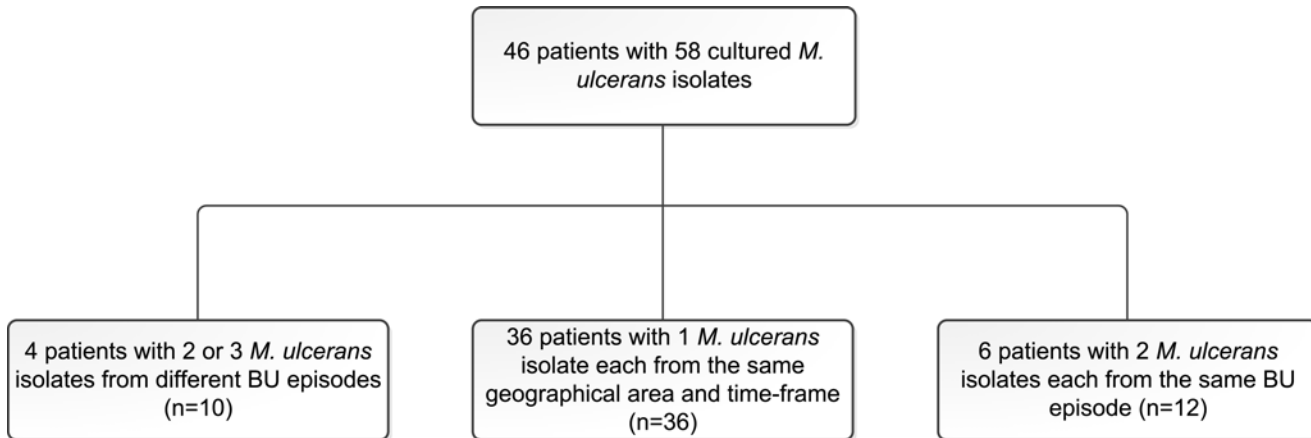 46 patients with 58 cultured M.
ulcerans isolates
4 patients with 2 or 3 M. ulcerans
isolates from different BU episodes
(n=10)
36 patients with 1 M. ulcerans
isolate each from the same
geographical area and time-frame
(n=36)
6 patients with 2 M. ulcerans
isolates each from the same BU
episode (n=12)